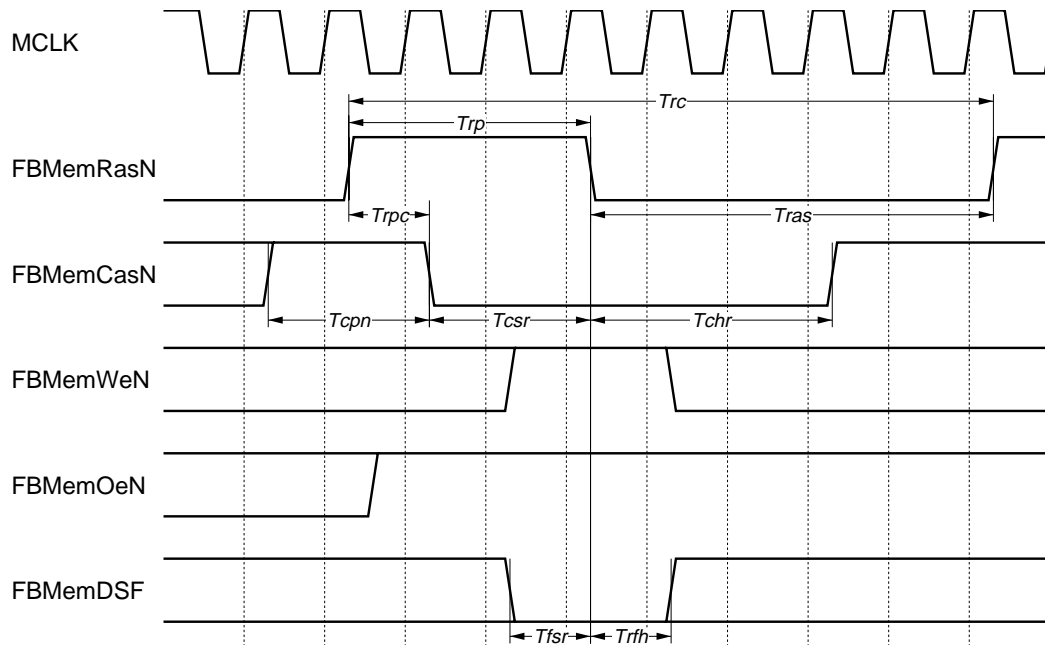 MCLK
Trc
Trp
FBMemRasN
Trpc
Tras
FBMemCasN
Tcpn
Tcsr
Tchr
FBMemWeN
FBMemOeN
FBMemDSF
Tfsr
Trfh